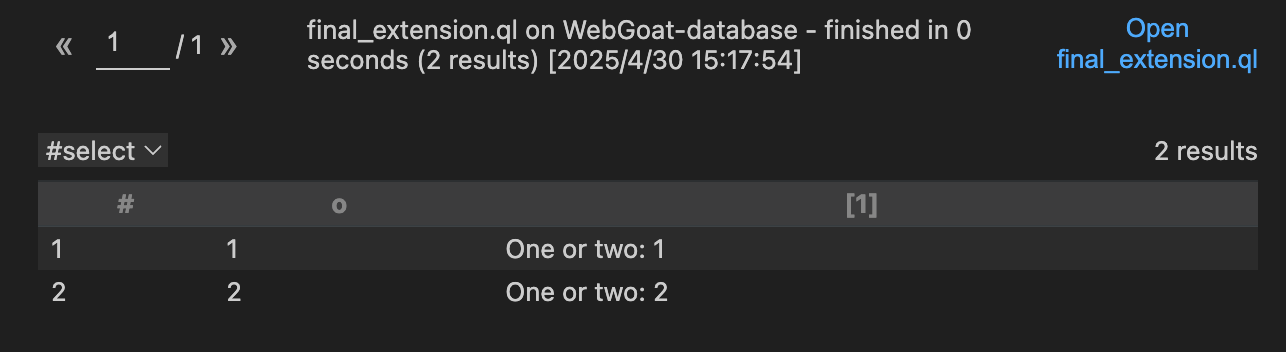 « 1 / 1 »
final_extension.ql on WebGoat-database - finished in 0
seconds (2 results) [2025/4/30 15:17:54]
Open
final_extension.ql
#select
2 results
# o [1]
1 1 One or two: 1
2 2 One or two: 2